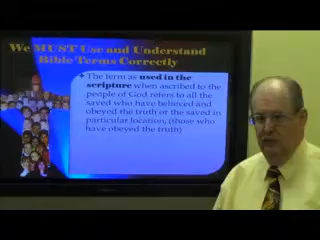 We MUST Use and Understand
Bible Terms Correctly
The term as used in the
scripture when ascribed to the
people of God refers to all the
saved who have believed and
obeyed the truth or the saved in
particular location, (those who
have obeyed the truth)